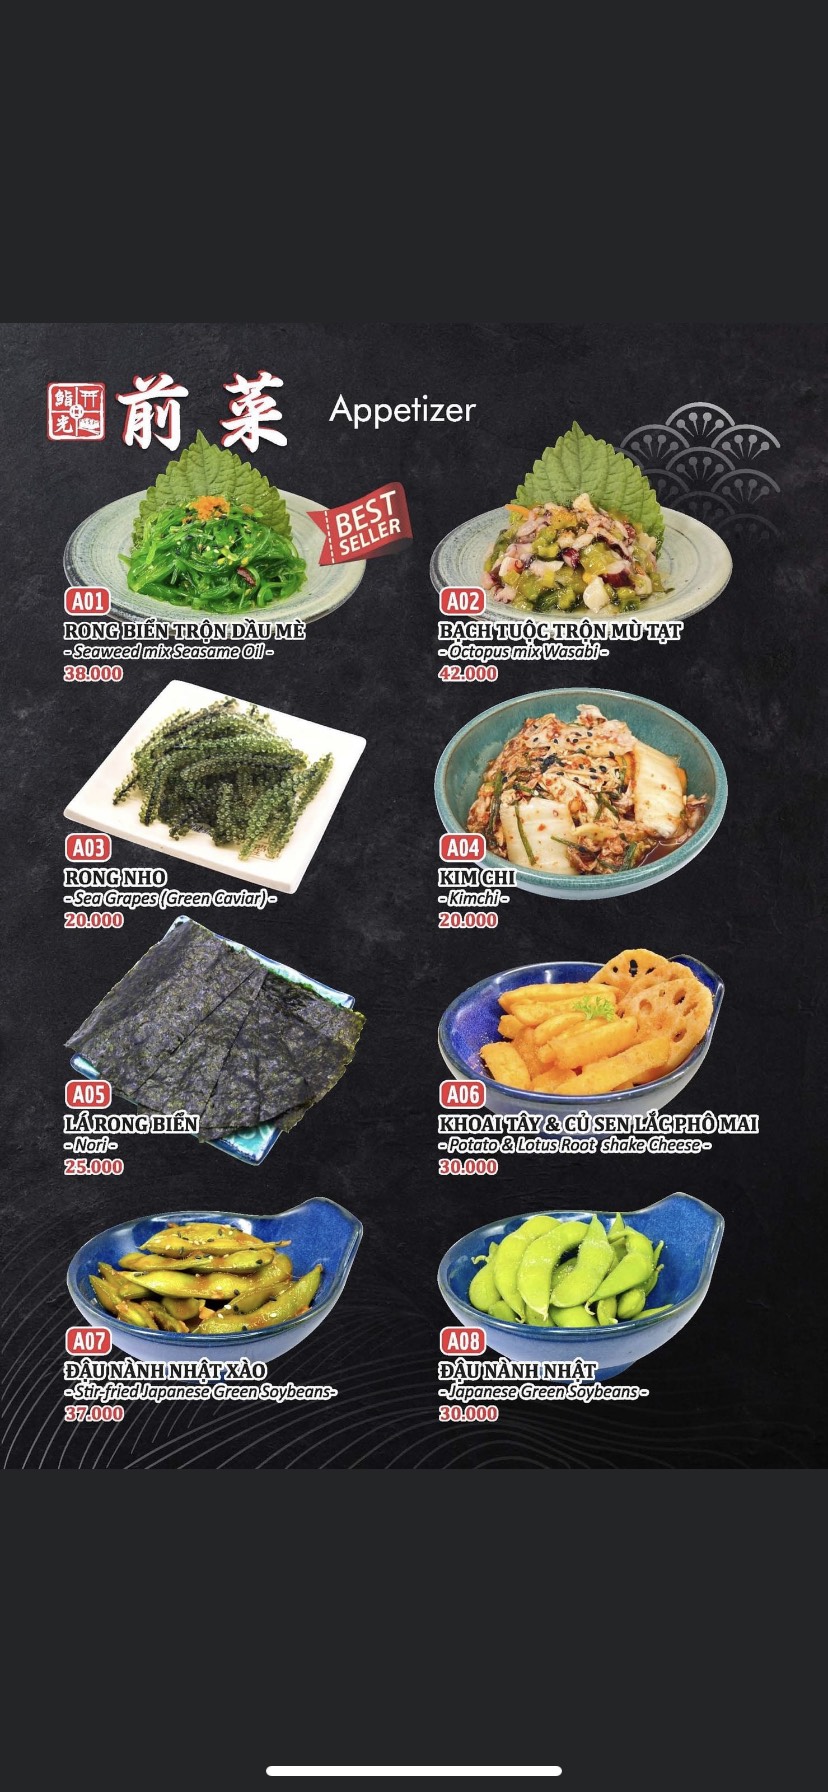 鮨光
前菜
Appetizer
BEST SELLER
A01
RONG BIỂN TRỘN DẦU MÈ
- Seaweed mix Seasame Oil -
38.000
A02
BẠCH TUỘC TRỘN MÙ TẠT
- Octopus mix Wasabi -
42.000
A03
RONG NHO
- Sea Grapes (Green Caviar) -
20.000
A04
KIM CHI
- Kimchi -
20.000
A05
LÁ RONG BIỂN
- Nori -
25.000
A06
KHOAI TÂY & CỦ SEN LẮC PHÔ MAI
- Potato & Lotus Root shake Cheese -
30.000
A07
ĐẬU NÀNH NHẬT XÀO
- Stir-fried Japanese Green Soybeans-
37.000
A08
ĐẬU NÀNH NHẬT
- Japanese Green Soybeans -
30.000